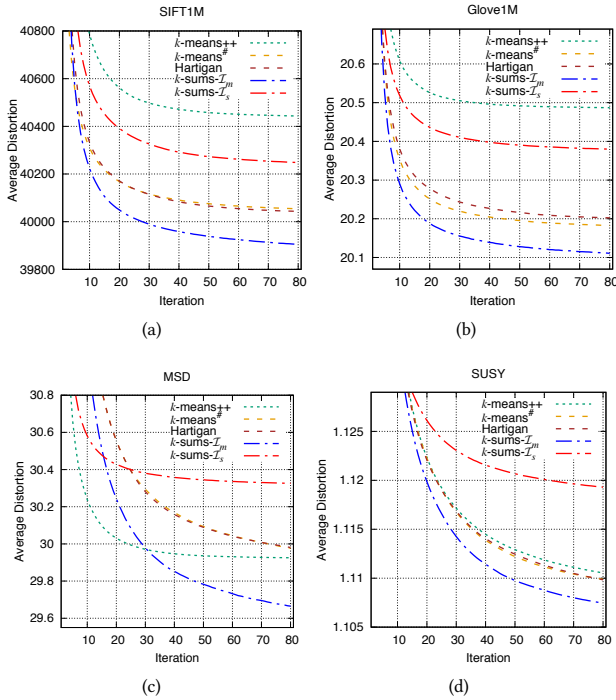 SIFT1M
40800
40600
40400
40200
40000
39800
10 20 30 40 50 60 70 80
Average Distortion
Iteration
k-means++
k-means#
Hartigan
k-sums-ℐm
k-sums-ℐs
(a)
Glove1M
20.6
20.5
20.4
20.3
20.2
20.1
10 20 30 40 50 60 70 80
Average Distortion
Iteration
k-means++
k-means#
Hartigan
k-sums-ℐm
k-sums-ℐs
(b)
MSD
30.8
30.6
30.4
30.2
30
29.8
29.6
10 20 30 40 50 60 70 80
Average Distortion
Iteration
k-means++
k-means#
Hartigan
k-sums-ℐm
k-sums-ℐs
(c)
SUSY
1.125
1.12
1.115
1.11
1.105
10 20 30 40 50 60 70 80
Average Distortion
Iteration
k-means++
k-means#
Hartigan
k-sums-ℐm
k-sums-ℐs
(d)